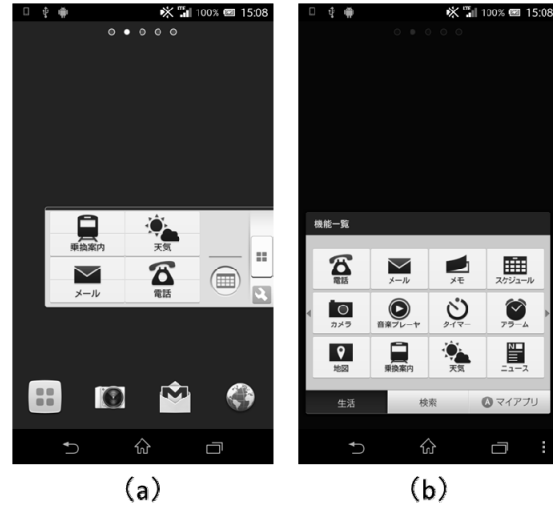 LTE 100% 15:08
乗換案内 天気
メール 電話
(a)
LTE 100% 15:08
機能一覧
電話 メール メモ スケジュール
カメラ 音楽プレーヤ タイマー アラーム
地図 乗換案内 天気 ニュース
生活 検索 A マイアプリ
(b)